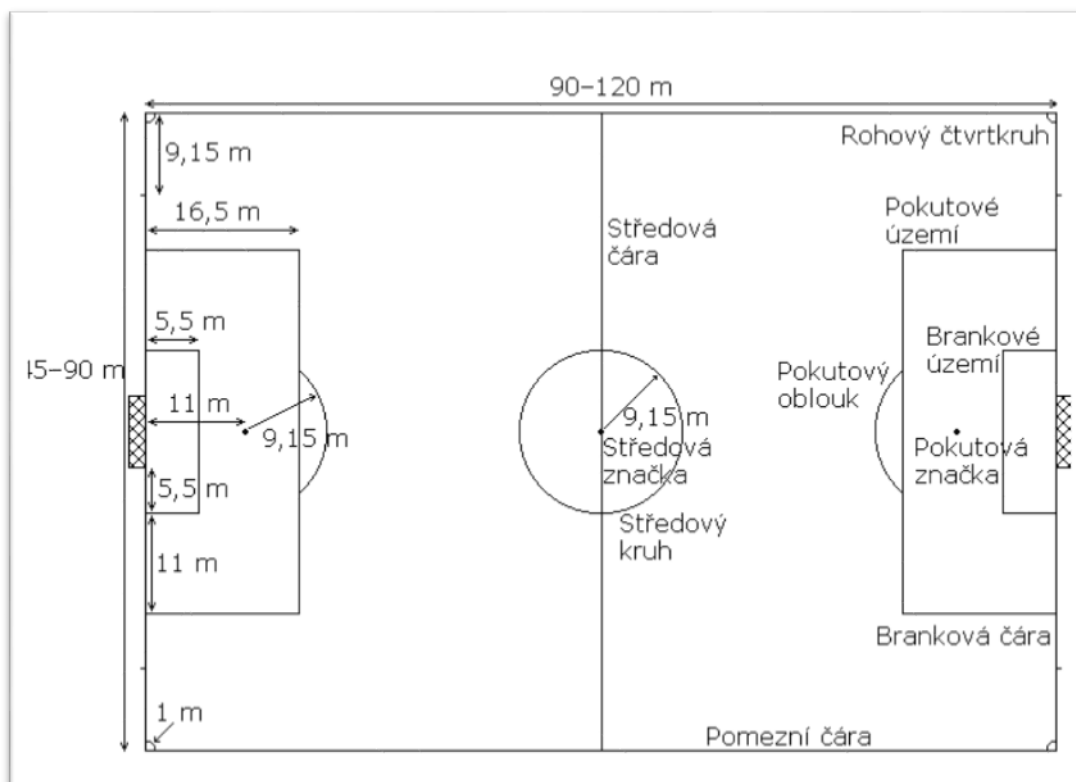 90–120 m
Rohový čtvrtkruh
9,15 m
16,5 m
Pokutové
území
Středová
čára
5,5 m
Brankové
území
45–90 m
Pokutový
oblouk
11 m
9,15 m
9,15 m
Středová
značka
Pokutová
značka
5,5 m
Středový
kruh
11 m
Branková čára
1 m
Pomezní čára